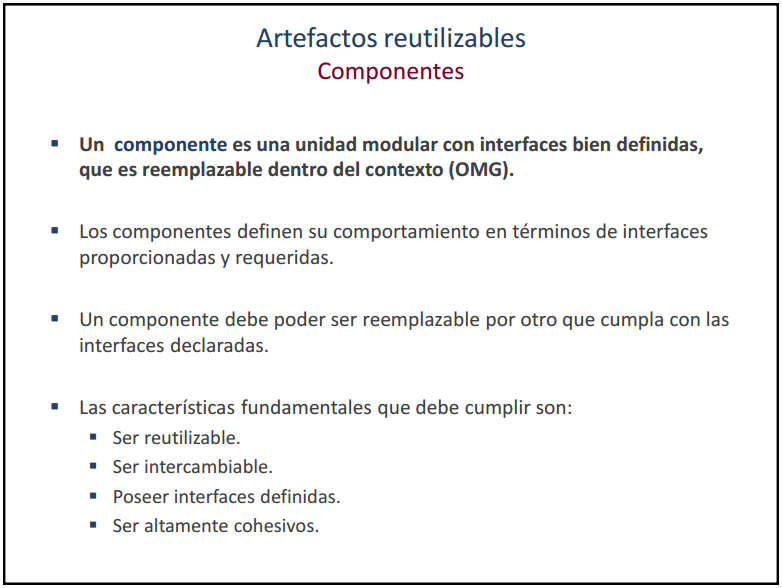 Artefactos reutilizables
Componentes
▪ Un componente es una unidad modular con interfaces bien definidas,
que es reemplazable dentro del contexto (OMG).
▪ Los componentes definen su comportamiento en términos de interfaces
proporcionadas y requeridas.
▪ Un componente debe poder ser reemplazable por otro que cumpla con las
interfaces declaradas.
▪ Las características fundamentales que debe cumplir son:
▪ Ser reutilizable.
▪ Ser intercambiable.
▪ Poseer interfaces definidas.
▪ Ser altamente cohesivos.